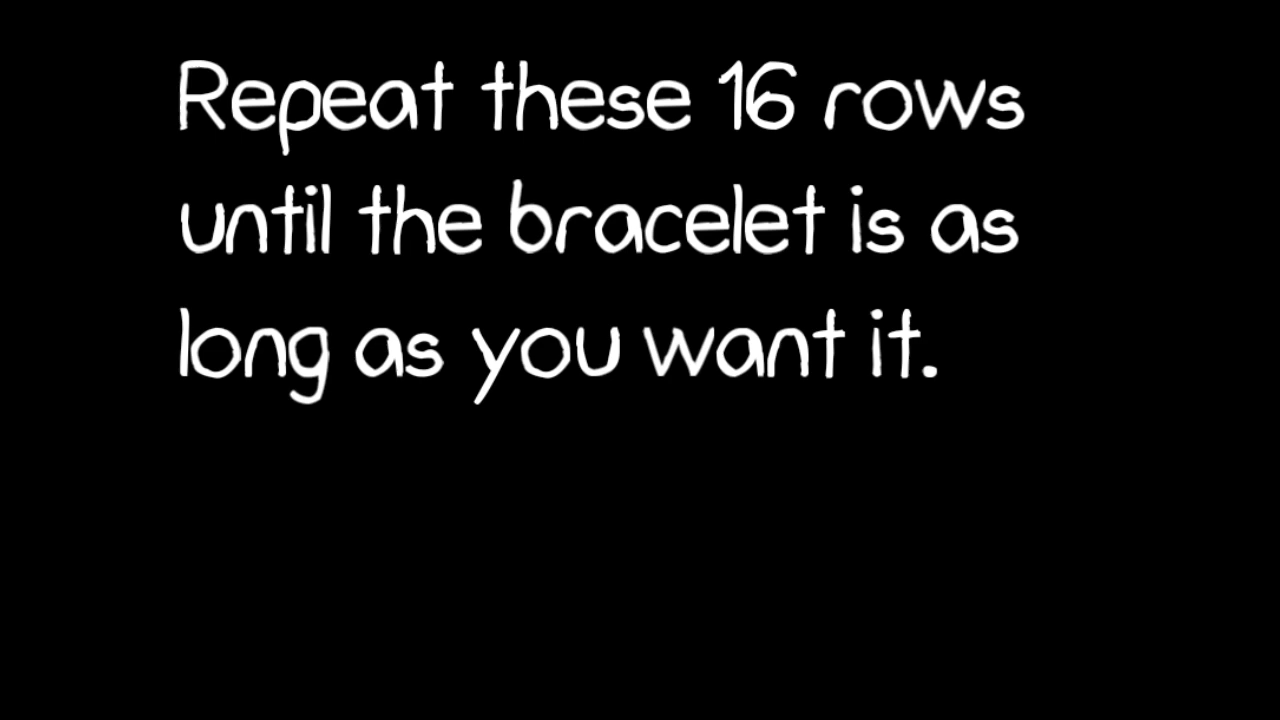 Repeat these 16 rows
until the bracelet is as
long as you want it.